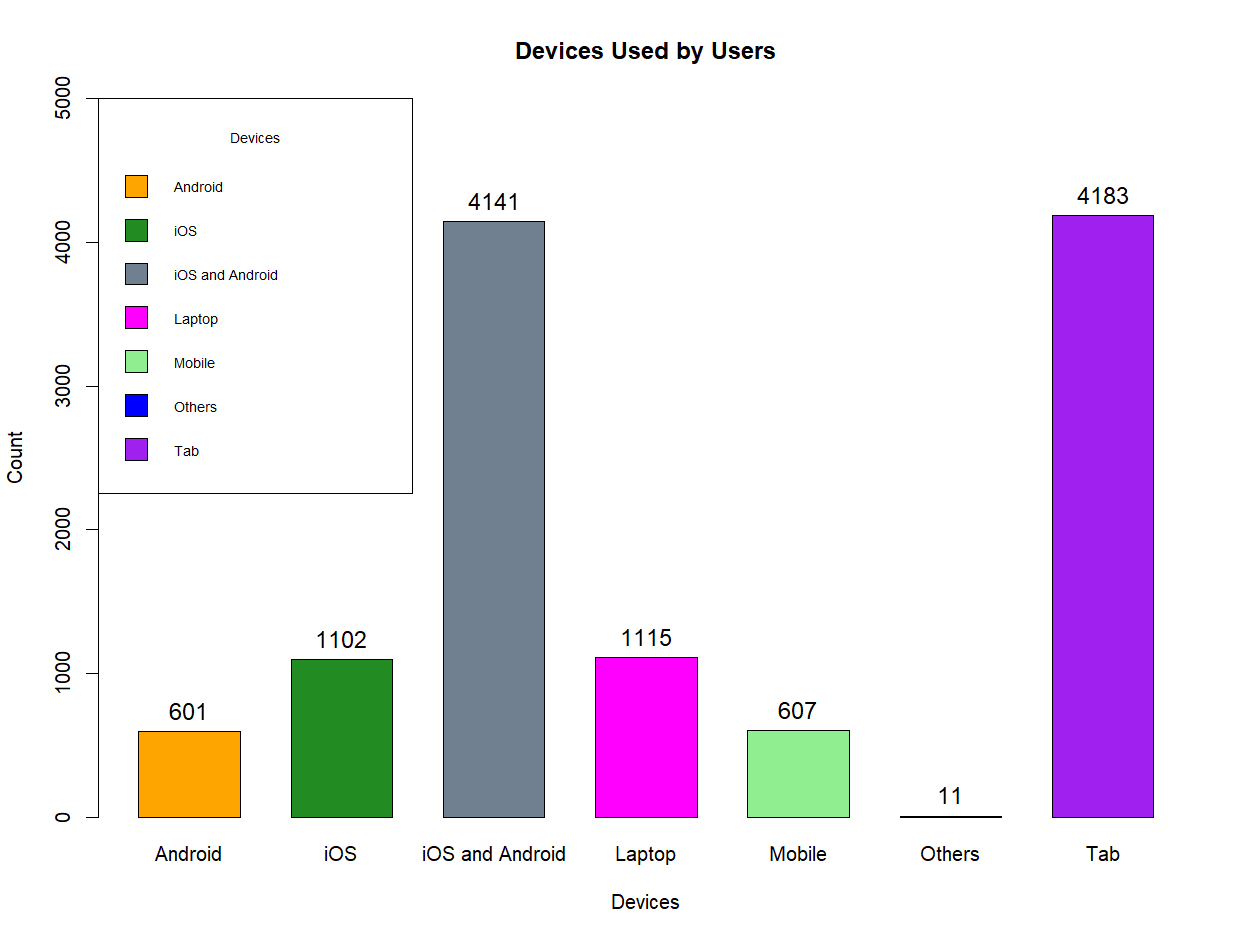 Devices Used by Users
5000
4000
3000
2000
1000
0
Count
Devices
Android
iOS
iOS and Android
Laptop
Mobile
Others
Tab
601
1102
4141
1115
607
11
4183
Android
iOS
iOS and Android
Laptop
Mobile
Others
Tab
Devices